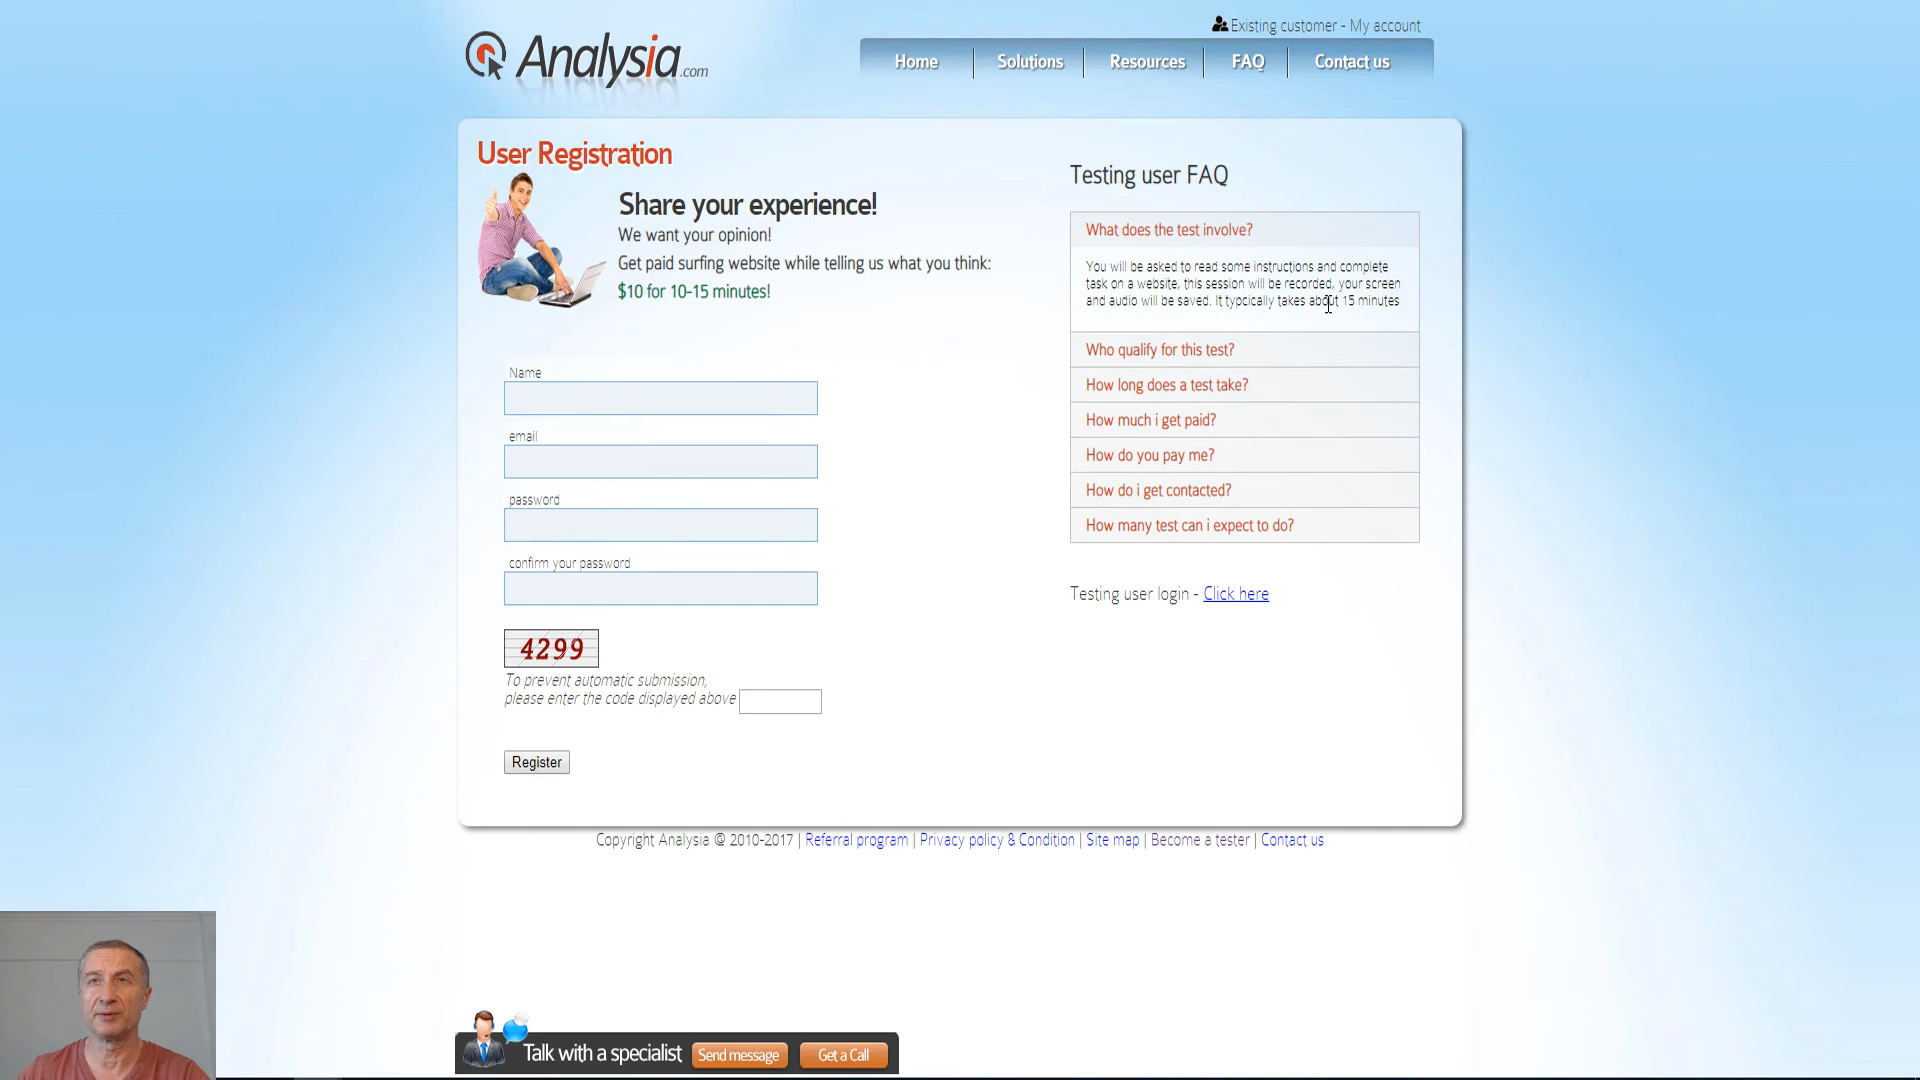 Existing customer - My account
Analysia.com
Home
Solutions
Resources
FAQ
Contact us
User Registration
Share your experience!
We want your opinion!
Get paid surfing website while telling us what you think:
$10 for 10-15 minutes!
Name
email
password
confirm your password
4299
To prevent automatic submission,
please enter the code displayed above
Register
Testing user FAQ
What does the test involve?
You will be asked to read some instructions and complete
task on a website, this session will be recorded, your screen
and audio will be saved. It typcically takes about 15 minutes
Who qualify for this test?
How long does a test take?
How much i get paid?
How do you pay me?
How do i get contacted?
How many test can i expect to do?
Testing user login - Click here
Copyright Analysia @ 2010-2017 | Referral program | Privacy policy & Condition | Site map | Become a tester | Contact us
Talk with a specialist
Send message
Get a Call